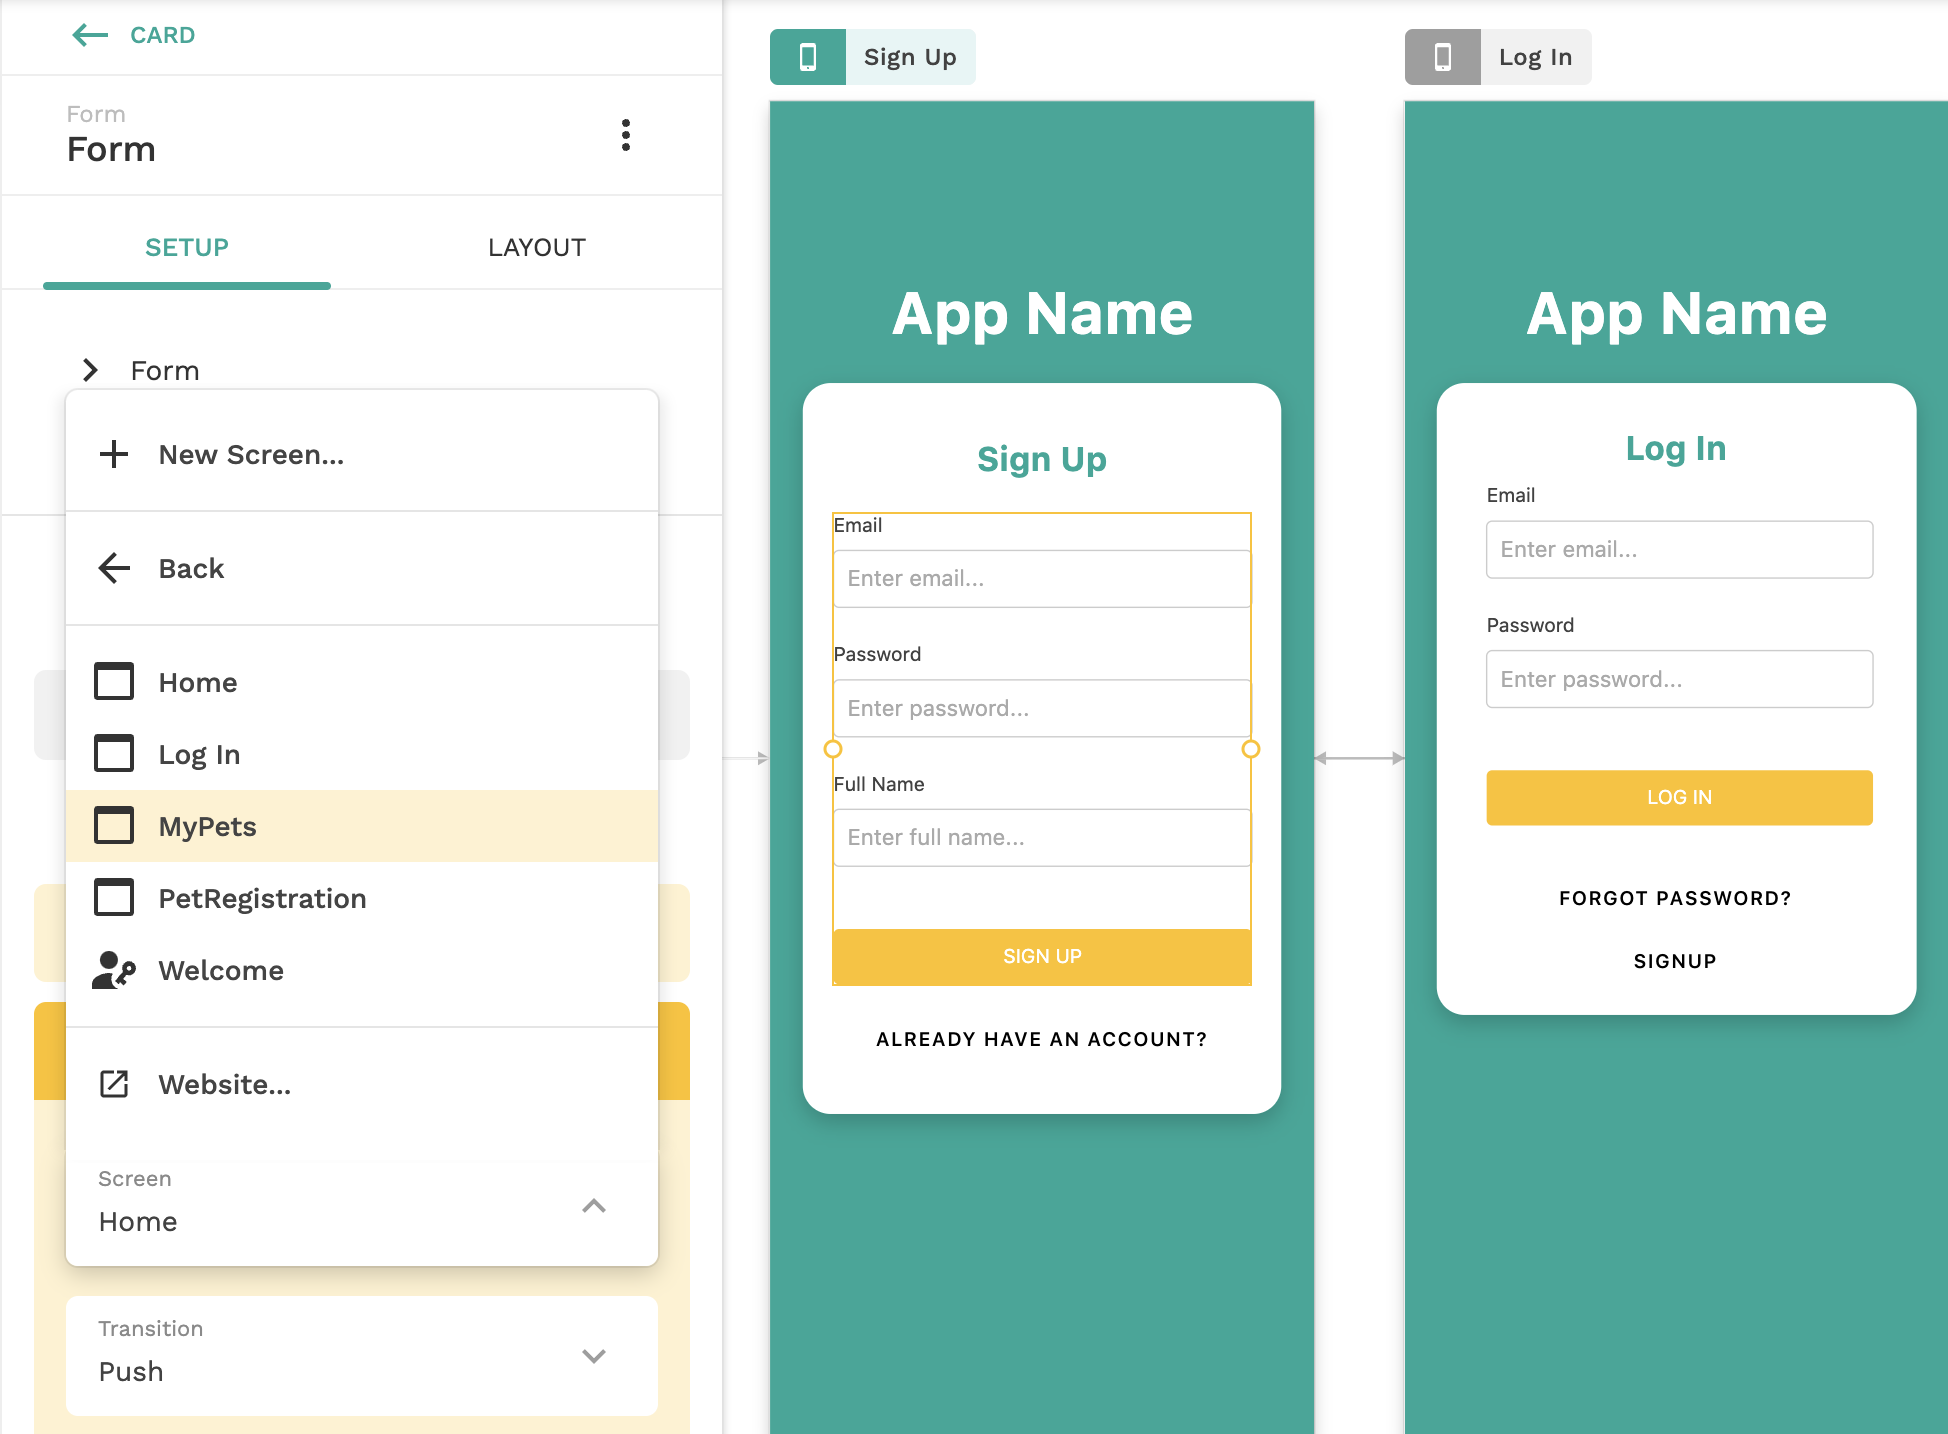 CARD
Form
Form
SETUP
LAYOUT
Form
New Screen...
Back
Home
Log In
MyPets
PetRegistration
Welcome
Website...
Screen
Home
Transition
Push
Sign Up
App Name
Sign Up
Email
Enter email...
Password
Enter password...
Full Name
Enter full name...
SIGN UP
ALREADY HAVE AN ACCOUNT?
Log In
App Name
Log In
Email
Enter email...
Password
Enter password...
LOG IN
FORGOT PASSWORD?
SIGNUP